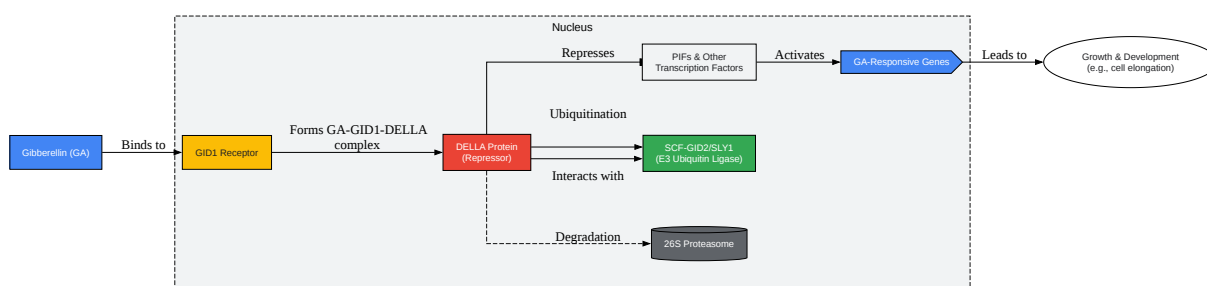 Nucleus
Represses
PIFs & Other
Transcription Factors
Activates
GA-Responsive Genes
Leads to
Growth & Development
(e.g., cell elongation)
Ubiquitination
Gibberellin (GA)
Binds to
GID1 Receptor
Forms GA-GID1-DELLA
complex
DELLA Protein
(Repressor)
SCF-GID2/SLY1
(E3 Ubiquitin Ligase)
Interacts with
Degradation
26S Proteasome